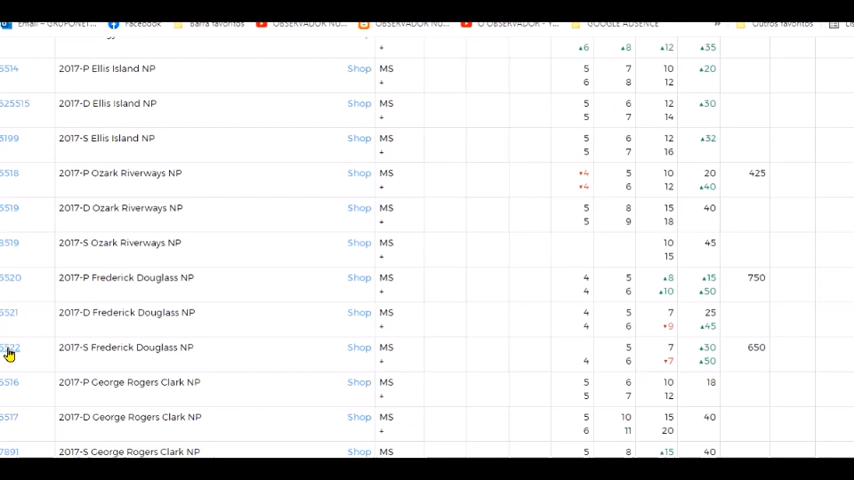 Email – GRUPONET... Facebook Barra favoritos OBSERVADOR NU... OBSERVADOR NU... O OBSERVADOR - Y... GOOGLE ADSENCE » Outros favoritos
+ ▲6 ▲8 ▲12 ▲35
5514 2017-P Ellis Island NP Shop MS 5 7 10 ▲20
+ 6 8 12
525515 2017-D Ellis Island NP Shop MS 5 6 12 ▲30
+ 5 7 14
3199 2017-S Ellis Island NP Shop MS 5 6 12 ▲32
+ 5 7 16
5518 2017-P Ozark Riverways NP Shop MS ▼4 5 10 20 425
+ ▼4 6 12 ▲40
5519 2017-D Ozark Riverways NP Shop MS 5 8 15 40
+ 5 9 18
8519 2017-S Ozark Riverways NP Shop MS 10 45
+ 15
5520 2017-P Frederick Douglass NP Shop MS 4 5 ▲8 ▲15 750
+ 4 6 ▲10 ▲50
5521 2017-D Frederick Douglass NP Shop MS 4 5 7 25
+ 4 6 ▼9 ▲45
5522 2017-S Frederick Douglass NP Shop MS 5 7 ▲30 650
+ 4 6 ▼7 ▲50
5516 2017-P George Rogers Clark NP Shop MS 5 6 10 18
+ 5 7 12
5517 2017-D George Rogers Clark NP Shop MS 5 10 15 40
+ 6 11 20
7891 2017-S George Rogers Clark NP Shop MS 5 8 ▲15 40